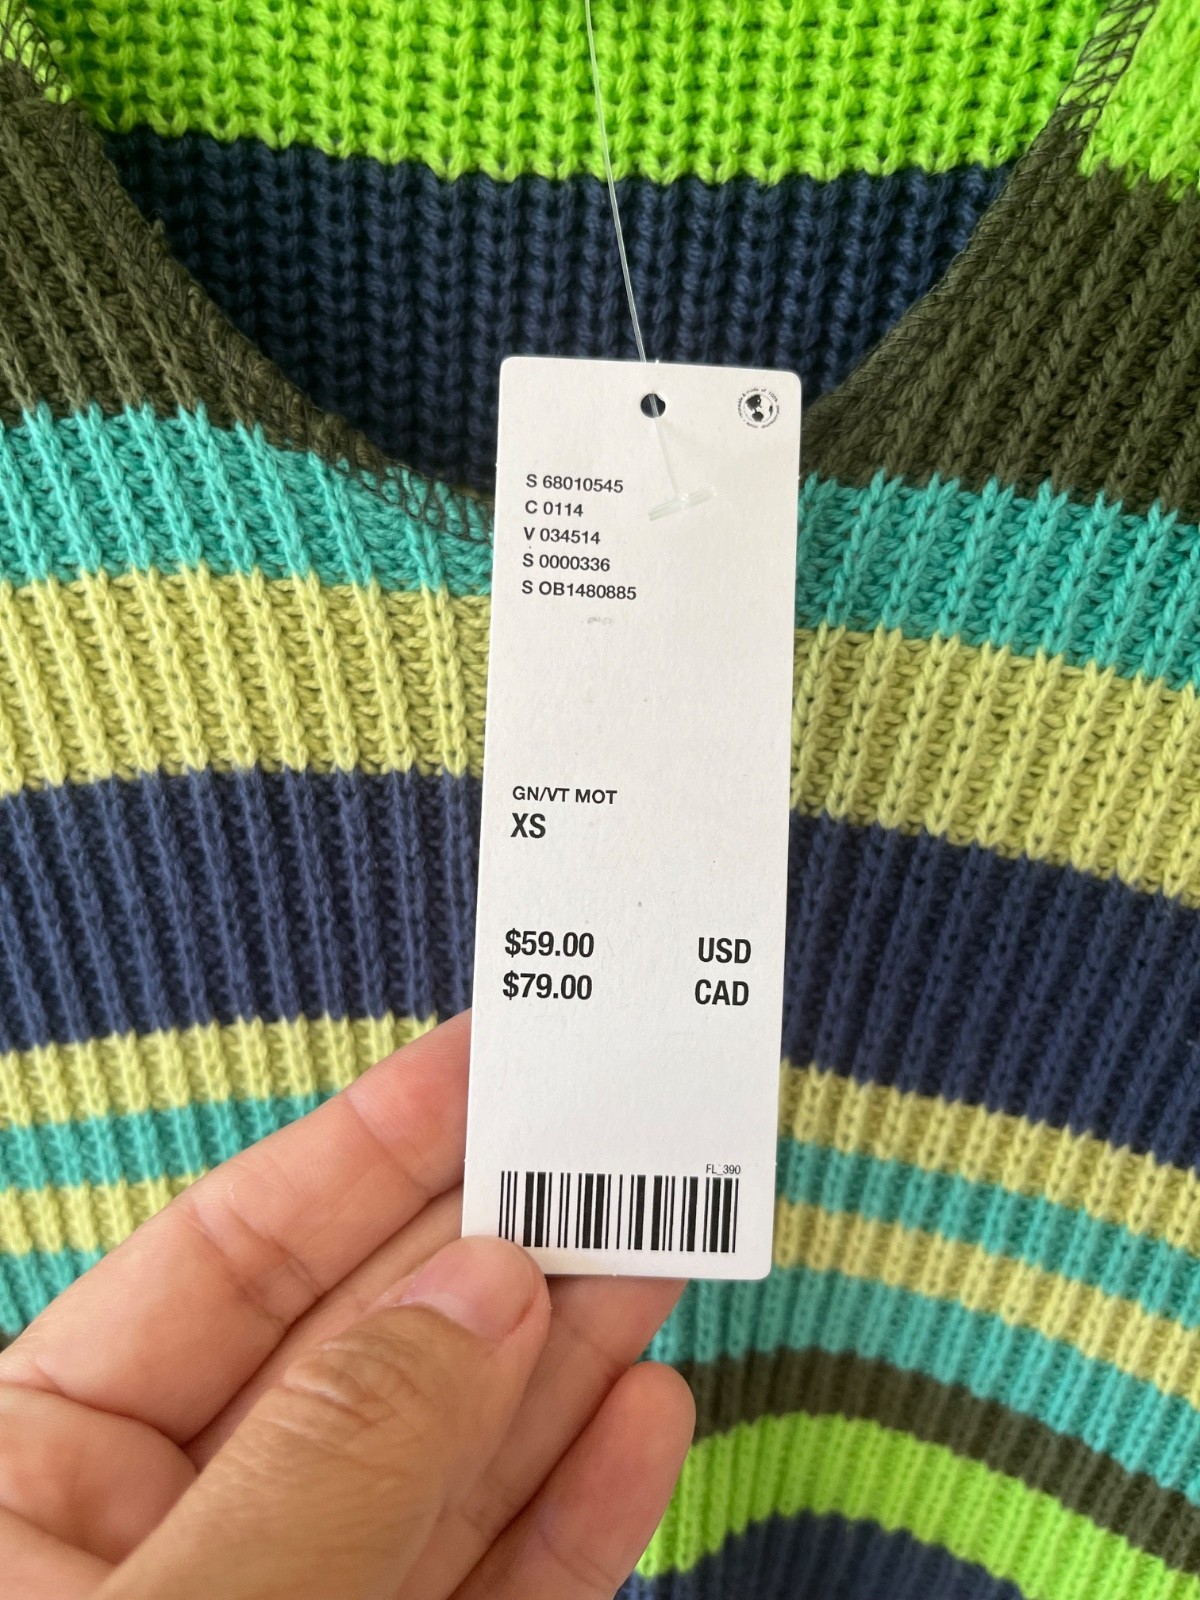 S 68010545
C 0114
V 034514
S 0000336
S OB1480885
GN/VT MOT
XS
$59.00 USD
$79.00 CAD
FL_390